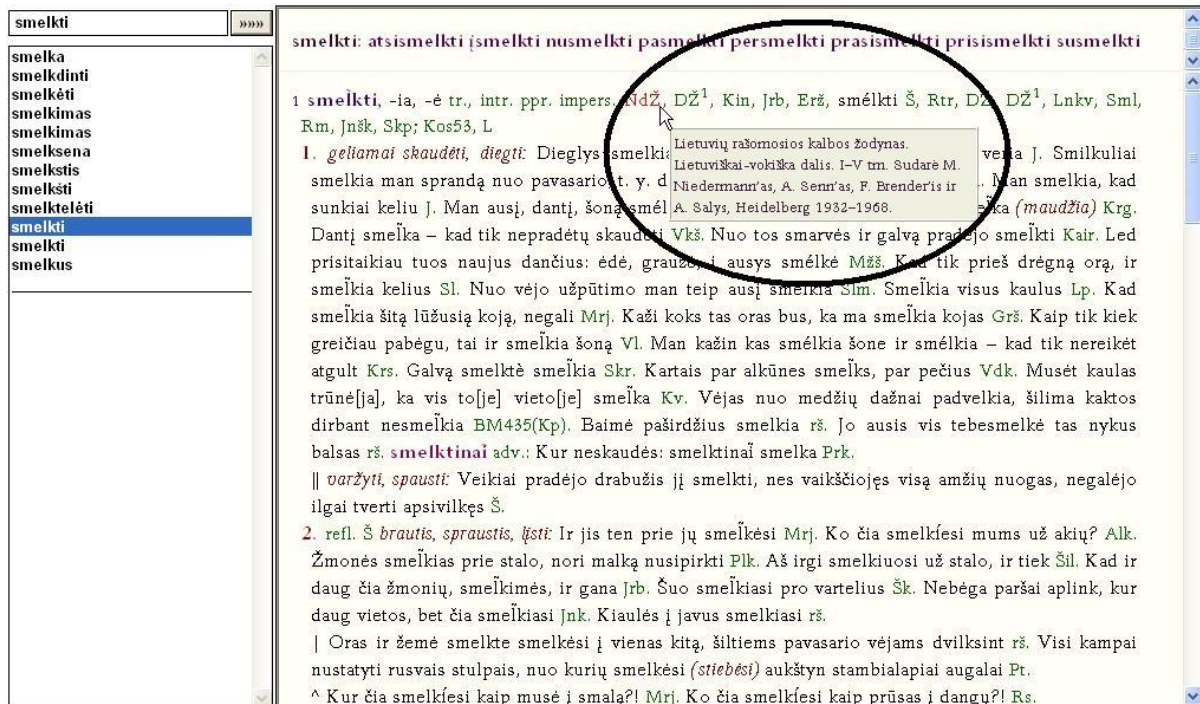 smelkti
»»»
smelka
smelkdinti
smelkėti
smelkimas
smelkimas
smelksena
smelkstis
smelkšti
smelktelėti
smelkti
smelkti
smelkus
smelkti: atsismelkti įsmelkti nusmelkti pasmelkti persmelkti prasismelkti prisismelkti susmelkti
1 smel̃kti, -ia, -ė tr., intr. ppr. impers. NdŽ, DŽ¹, Kin, Jrb, Erž, smélkti Š, Rtr, DŽ, DŽ¹, Lnkv, Sml,
Rm, Jnšk, Skp; Kos53, L
1. geliamai skaudėti, diegti: Dieglys smelkia veria J. Smilkuliai
smelkia man sprandą nuo pavasario t. y. d Man smelkia, kad
sunkiai keliu J. Man ausį, dantį, šoną smél (maudžia) Krg.
Dantį smel̃ka – kad tik nepradėtų skaudėti Vkš. Nuo tos smarvės ir galvą pradėjo smel̃kti Kair. Led
prisitaikiau tuos naujus dančius: ėdė, graužė, į ausys smélkė Mžš. Kad tik prieš drėgną orą, ir
smel̃kia kelius Sl. Nuo vėjo užpūtimo man teip ausį smelkia Slm. Smel̃kia visus kaulus Lp. Kad
smel̃kia šitą lūžusią koją, negali Mrj. Kaži koks tas oras bus, ka ma smel̃kia kojas Grš. Kaip tik kiek
greičiau pabėgu, tai ir smel̃kia šoną Vl. Man kažin kas smélkia šone ir smélkia – kad tik nereikėt
atgult Krs. Galvą smelktè smel̃kia Skr. Kartais par alkūnes smel̃ks, par pečius Vdk. Musėt kaulas
trūnė[ja], ka vis to[je] vieto[je] smel̃ka Kv. Vėjas nuo medžių dažnai padvelkia, šilima kaktos
dirbant nesmel̃kia BM435(Kp). Baimė paširdžius smelkia rš. Jo ausis vis tebesmelkė tas nykus
balsas rš. smelktinaĩ adv.: Kur neskaudės: smelktinaĩ smelka Prk.
|| varžyti, spausti: Veikiai pradėjo drabužis jį smelkti, nes vaikščiojęs visą amžių nuogas, negalėjo
ilgai tverti apsivilkęs Š.
2. refl. Š brautis, spraustis, lįsti: Ir jis ten prie jų smel̃kėsi Mrj. Ko čia smelkíesi mums už akių? Alk.
Žmonės smel̃kias prie stalo, nori malką nusipirkti Plk. Aš irgi smelkiuosi už stalo, ir tiek Šil. Kad ir
daug čia žmonių, smel̃kimės, ir gana Jrb. Šuo smel̃kiasi pro vartelius Šk. Nebėga paršai aplink, kur
daug vietos, bet čia smel̃kiasi Jnk. Kiaulės į javus smelkiasi rš.
| Oras ir žemė smelkte smelkėsi į vienas kitą, šiltiems pavasario vėjams dvilksint rš. Visi kampai
nustatyti rusvais stulpais, nuo kurių smelkėsi (stiebėsi) aukštyn stambialapiai augalai Pt.
^ Kur čia smelkíesi kaip musė į smalą?! Mrj. Ko čia smelkíesi kaip prūsas į dangų?! Rs.
Lietuvių rašomosios kalbos žodynas.
Lietuviškai–vokiška dalis. I–V tm. Sudarė M.
Niedermann'as, A. Senn'as, F. Brender'is ir
A. Salys, Heidelberg 1932–1968.